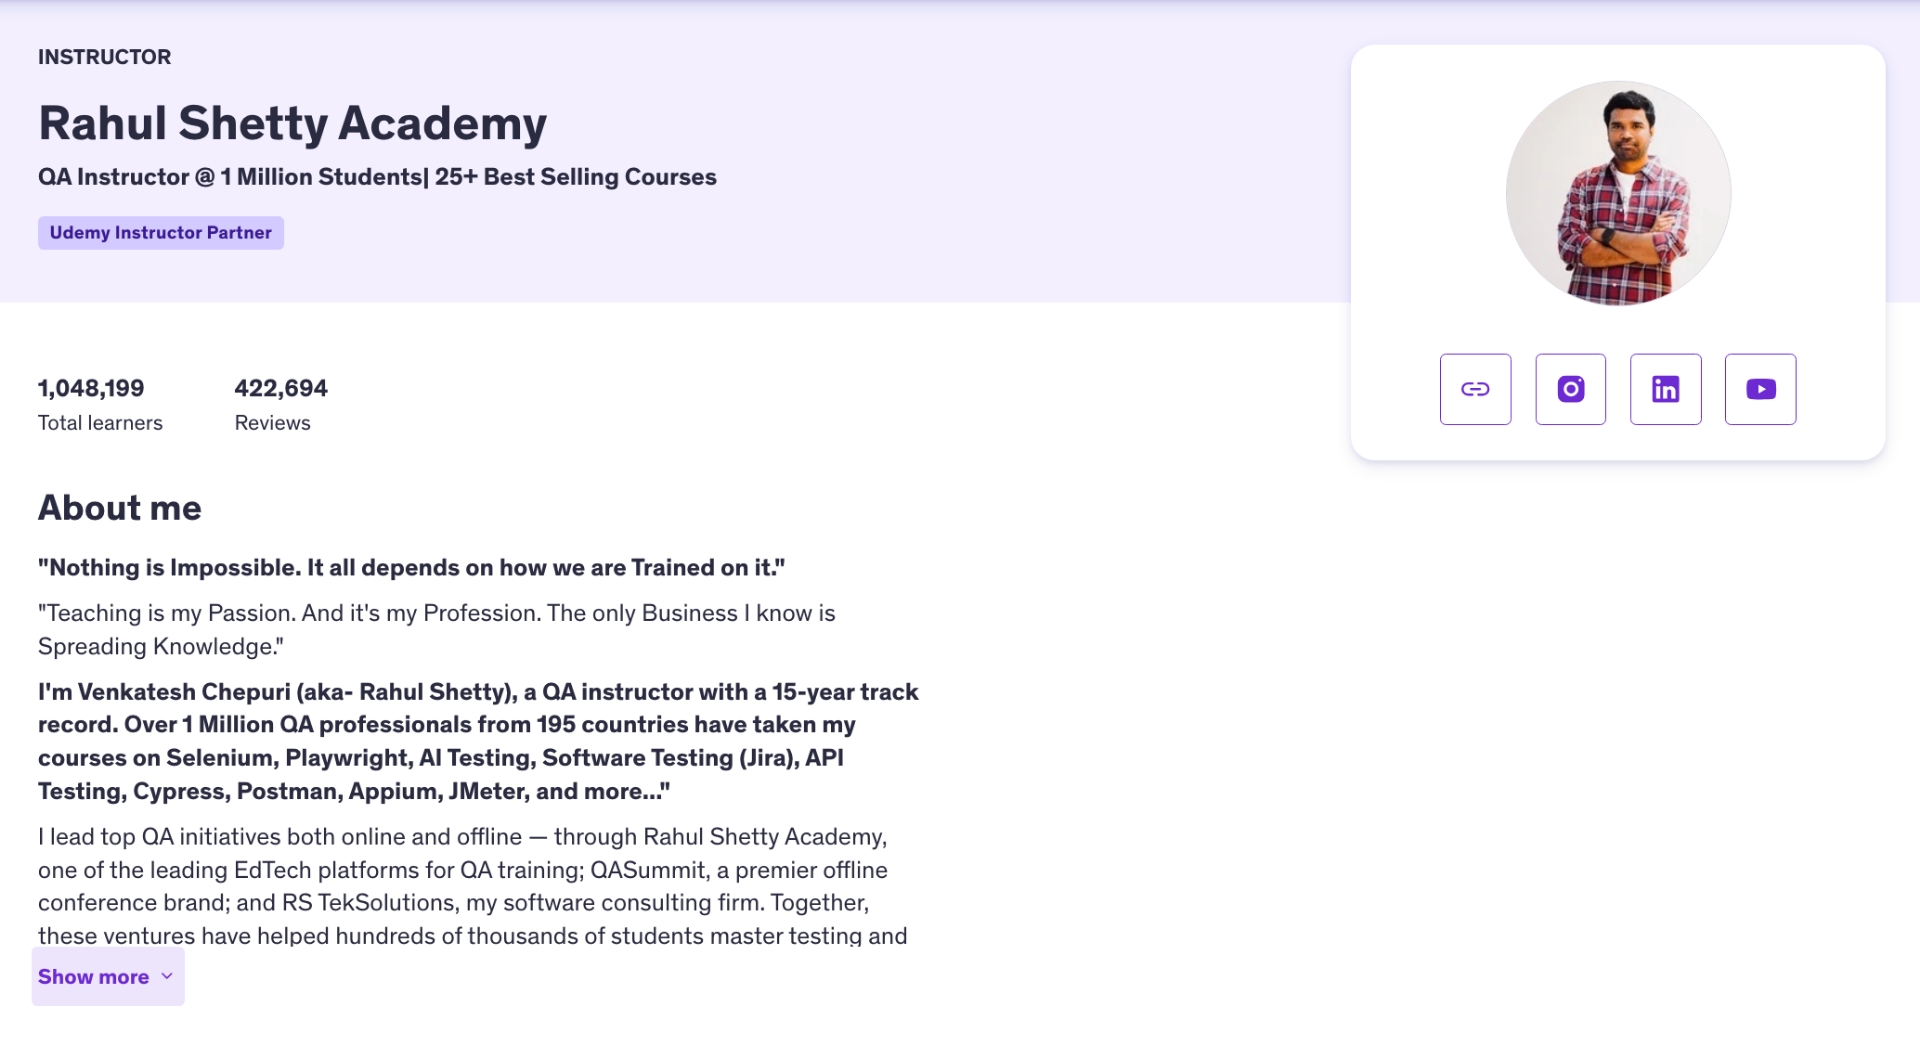 INSTRUCTOR
Rahul Shetty Academy
QA Instructor @ 1 Million Students| 25+ Best Selling Courses
Udemy Instructor Partner
1,048,199
Total learners
422,694
Reviews
About me
"Nothing is Impossible. It all depends on how we are Trained on it."
"Teaching is my Passion. And it's my Profession. The only Business I know is
Spreading Knowledge."
I'm Venkatesh Chepuri (aka- Rahul Shetty), a QA instructor with a 15-year track
record. Over 1 Million QA professionals from 195 countries have taken my
courses on Selenium, Playwright, AI Testing, Software Testing (Jira), API
Testing, Cypress, Postman, Appium, JMeter, and more..."
I lead top QA initiatives both online and offline — through Rahul Shetty Academy,
one of the leading EdTech platforms for QA training; QASummit, a premier offline
conference brand; and RS TekSolutions, my software consulting firm. Together,
these ventures have helped hundreds of thousands of students master testing and
Show more
in